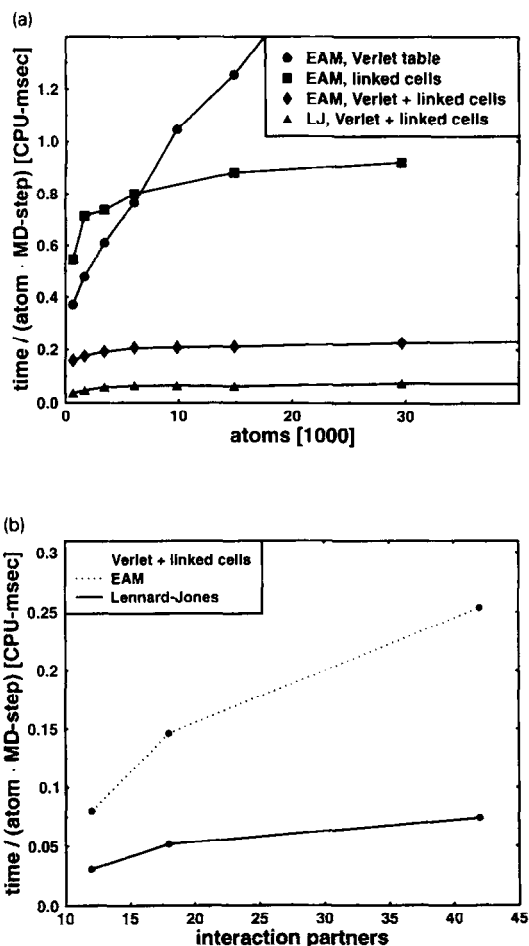 (a)
time / (atom · MD-step) [CPU-msec]
1.2
1.0
0.8
0.6
0.4
0.2
0.0
EAM, Verlet table
EAM, linked cells
EAM, Verlet + linked cells
LJ, Verlet + linked cells
0 10 20 30
atoms [1000]
(b)
time / (atom · MD-step) [CPU-msec]
0.3
0.25
0.2
0.15
0.1
0.05
0.0
Verlet + linked cells
EAM
Lennard-Jones
10 15 20 25 30 35 40 45
interaction partners